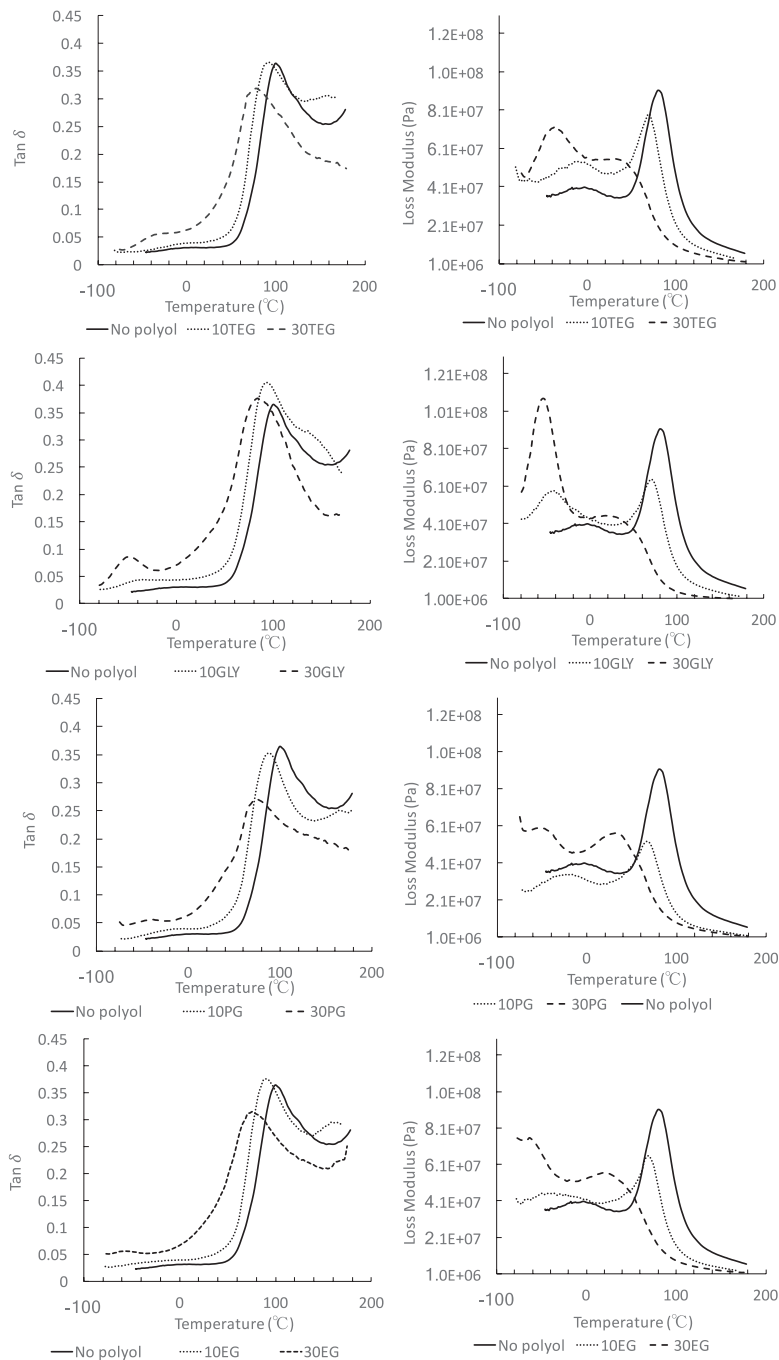 0.45
0.4
0.35
0.3
0.25
0.2
0.15
0.1
0.05
0
Tan δ
-100 0 100 200
Temperature (℃)
No polyol 10TEG 30TEG
1.2E+08
1.0E+08
8.1E+07
6.1E+07
4.1E+07
2.1E+07
1.0E+06
Loss Modulus (Pa)
-100 0 100 200
Temperature (℃)
No polyol 10TEG 30TEG
0.45
0.4
0.35
0.3
0.25
0.2
0.15
0.1
0.05
0
Tan δ
-100 0 100 200
Temperature (℃)
No polyol 10GLY 30GLY
1.21E+08
1.01E+08
8.10E+07
6.10E+07
4.10E+07
2.10E+07
1.00E+06
Loss Modulus (Pa)
-100 0 100 200
Temperature (℃)
No polyol 10GLY 30GLY
0.45
0.4
0.35
0.3
0.25
0.2
0.15
0.1
0.05
0
Tan δ
-100 0 100 200
Temperature (℃)
No polyol 10PG 30PG
1.2E+08
1.0E+08
8.1E+07
6.1E+07
4.1E+07
2.1E+07
1.0E+06
Loss Modulus (Pa)
-100 0 100 200
Temperature (℃)
10PG 30PG No polyol
0.45
0.4
0.35
0.3
0.25
0.2
0.15
0.1
0.05
0
Tan δ
-100 0 100 200
Temperature (℃)
No polyol 10EG 30EG
1.2E+08
1.0E+08
8.1E+07
6.1E+07
4.1E+07
2.1E+07
1.0E+06
Loss Modulus (Pa)
-100 0 100 200
Temperature (℃)
No polyol 10EG 30EG